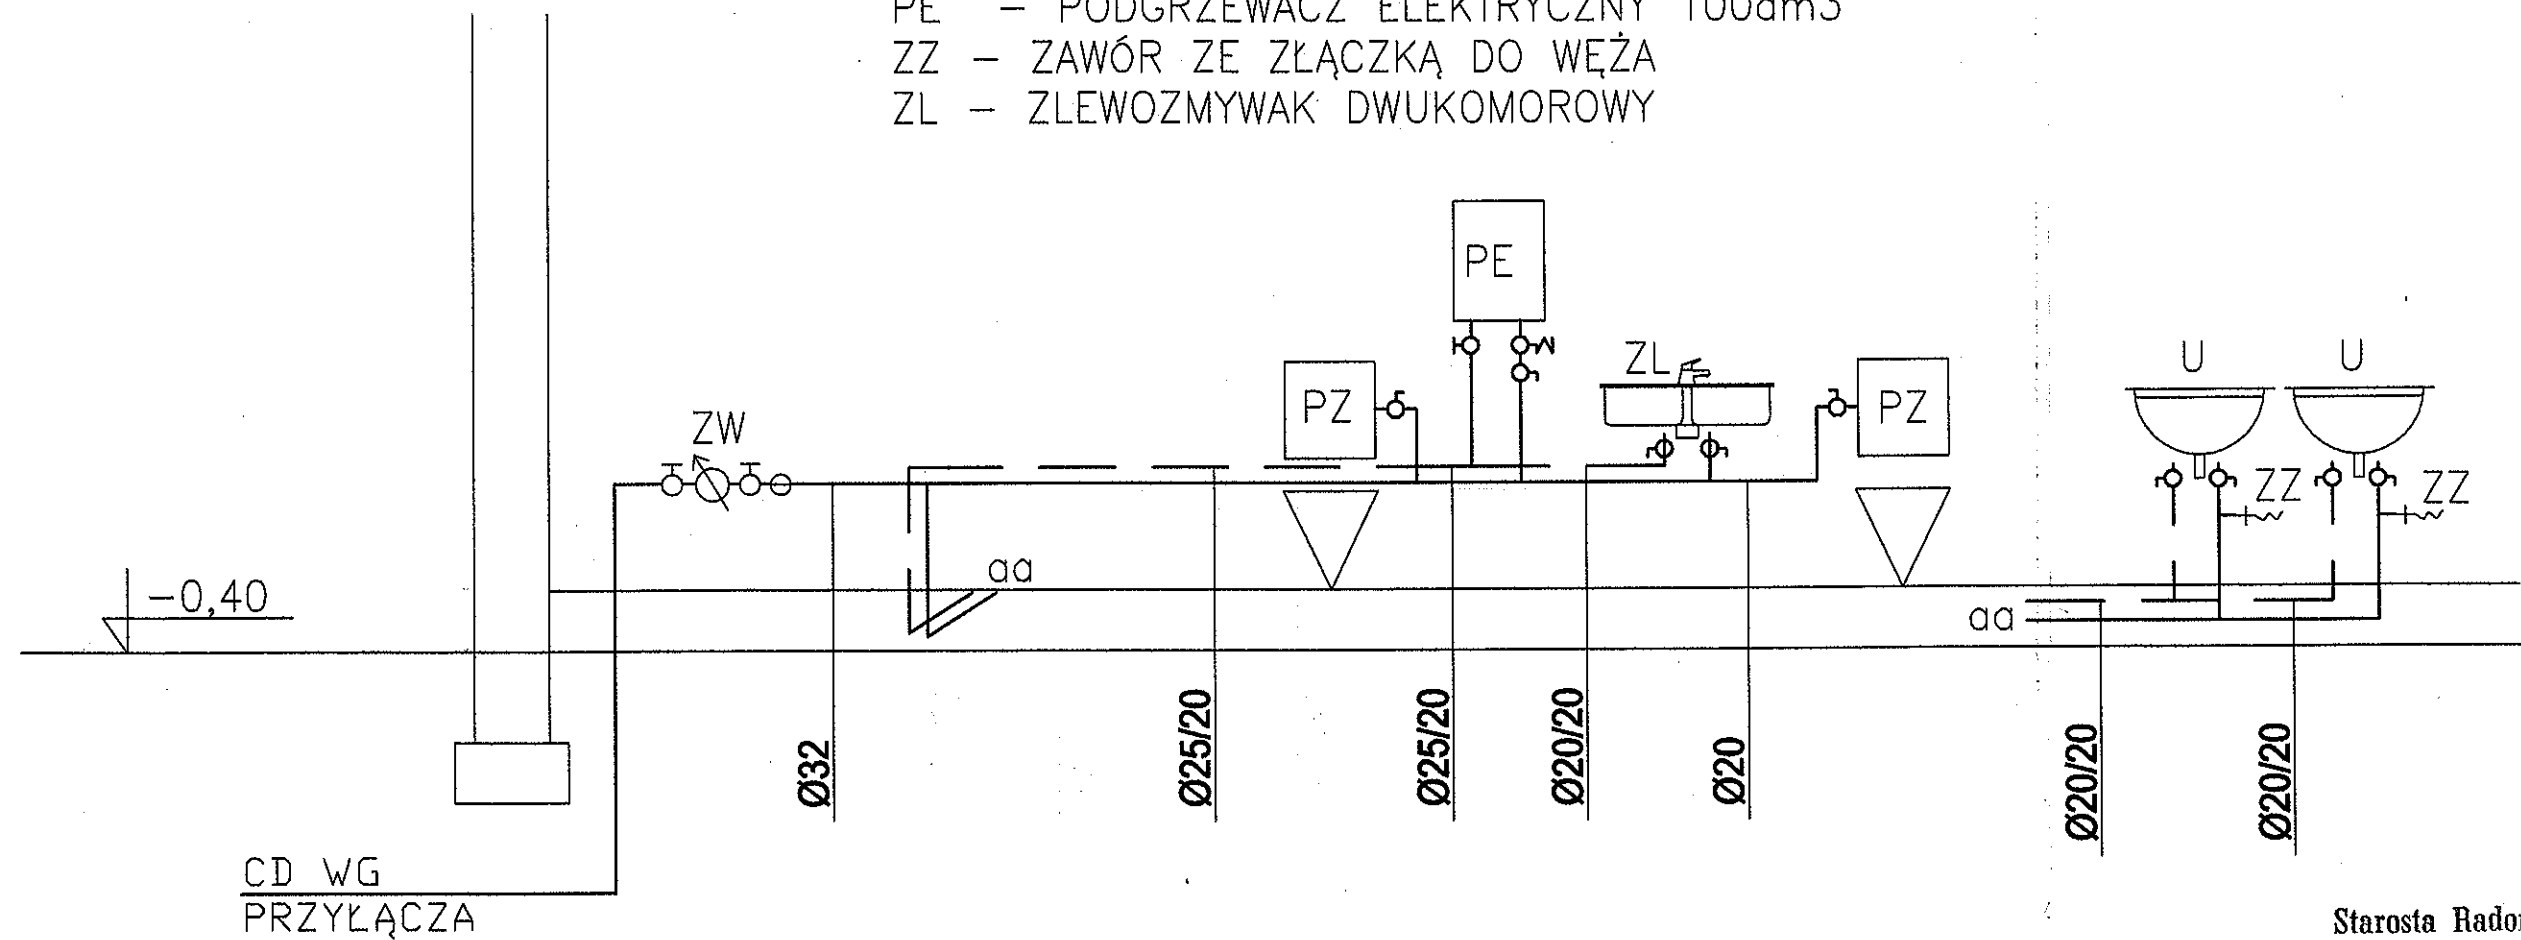 PE – PODGRZEWACZ ELEKTRYCZNY 100dm3
ZZ – ZAWÓR ZE ZŁĄCZKĄ DO WĘŻA
ZL – ZLEWOZMYWAK DWUKOMOROWY
PE
ZL
U
U
PZ
PZ
ZW
ZZ
ZZ
aa
-0,40
aa
Ø32
Ø25/20
Ø25/20
Ø20/20
Ø20
Ø20/20
Ø20/20
CD WG
PRZYŁĄCZA
Starosta